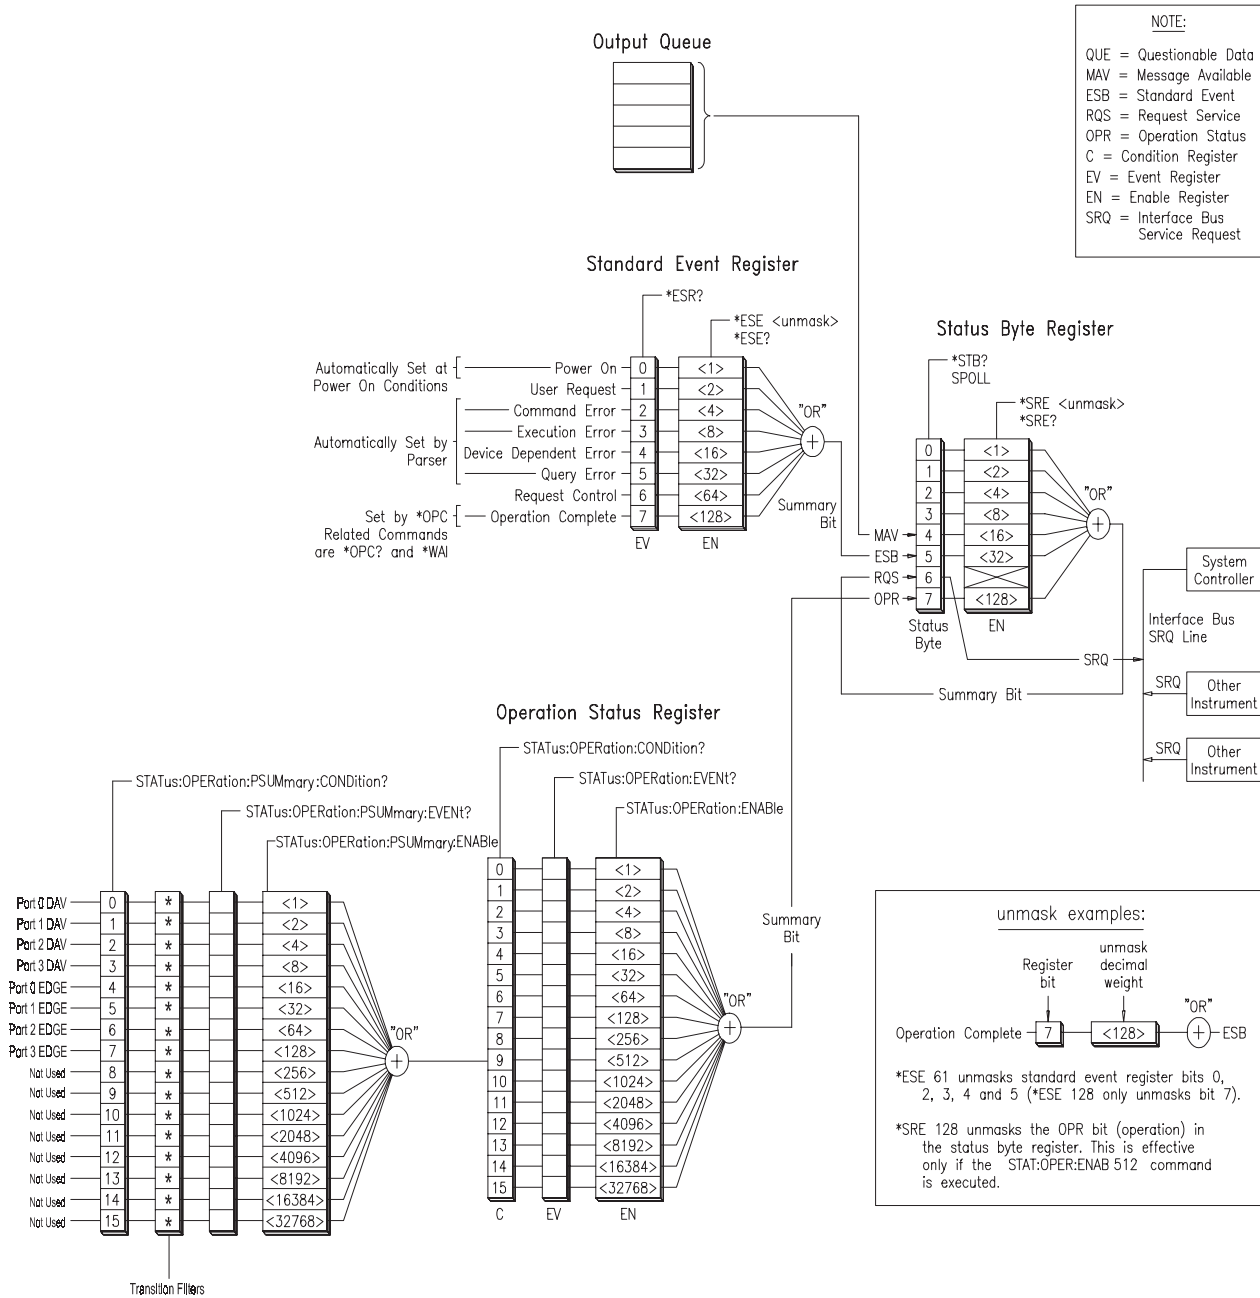 Output Queue
NOTE:
QUE = Questionable Data
MAV = Message Available
ESB = Standard Event
RQS = Request Service
OPR = Operation Status
C = Condition Register
EV = Event Register
EN = Enable Register
SRQ = Interface Bus
Service Request
Standard Event Register
*ESR?
*ESE <unmask>
*ESE?
Automatically Set at
Power On Conditions
Automatically Set by
Parser
Set by *OPC
Related Commands
are *OPC? and *WAI
Power On 0 <1>
User Request 1 <2>
Command Error 2 <4>
Execution Error 3 <8>
Device Dependent Error 4 <16>
Query Error 5 <32>
Request Control 6 <64>
Operation Complete 7 <128>
EV EN
"OR"
+
Summary
Bit
Status Byte Register
*STB?
SPOLL
*SRE <unmask>
*SRE?
0 <1>
1 <2>
2 <4>
3 <8>
MAV 4 <16>
ESB 5 <32>
RQS 6
OPR 7 <128>
Status
Byte
EN
"OR"
+
Summary Bit
SRQ
System
Controller
Interface Bus
SRQ Line
SRQ
Other
Instrument
SRQ
Other
Instrument
Operation Status Register
STATus:OPERation:CONDition?
STATus:OPERation:EVENt?
STATus:OPERation:ENABle
0 <1>
1 <2>
2 <4>
3 <8>
4 <16>
5 <32>
6 <64>
7 <128>
8 <256>
9 <512>
10 <1024>
11 <2048>
12 <4096>
13 <8192>
14 <16384>
15 <32768>
C EV EN
"OR"
+
Summary
Bit
STATus:OPERation:PSUMmary:CONDition?
STATus:OPERation:PSUMmary:EVENt?
STATus:OPERation:PSUMmary:ENABle
Port 0 DAV 0 * <1>
Port 1 DAV 1 * <2>
Port 2 DAV 2 * <4>
Port 3 DAV 3 * <8>
Port 0 EDGE 4 * <16>
Port 1 EDGE 5 * <32>
Port 2 EDGE 6 * <64>
Port 3 EDGE 7 * <128>
Not Used 8 * <256>
Not Used 9 * <512>
Not Used 10 * <1024>
Not Used 11 * <2048>
Not Used 12 * <4096>
Not Used 13 * <8192>
Not Used 14 * <16384>
Not Used 15 * <32768>
"OR"
+
Transition Filters
unmask examples:
Register
bit
unmask
decimal
weight
"OR"
Operation Complete 7 <128> + ESB
*ESE 61 unmasks standard event register bits 0,
2, 3, 4 and 5 (*ESE 128 only unmasks bit 7).
*SRE 128 unmasks the OPR bit (operation) in
the status byte register. This is effective
only if the STAT:OPER:ENAB 512 command
is executed.